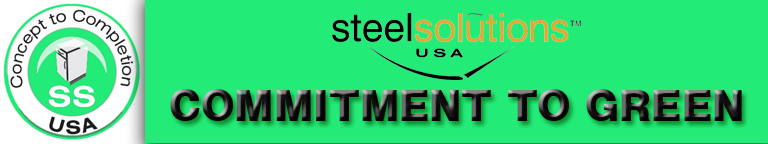 Concept to Completion
SS
USA
steelsolutions™
USA
COMMITMENT TO GREEN